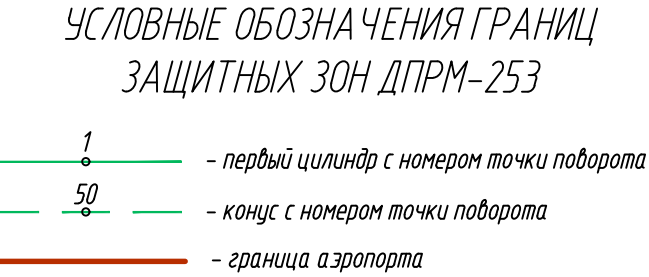 УСЛОВНЫЕ ОБОЗНАЧЕНИЯ ГРАНИЦ
ЗАЩИТНЫХ ЗОН ДПРМ-253
1
- первый цилиндр с номером точки поворота
50
- конус с номером точки поворота
- граница аэропорта